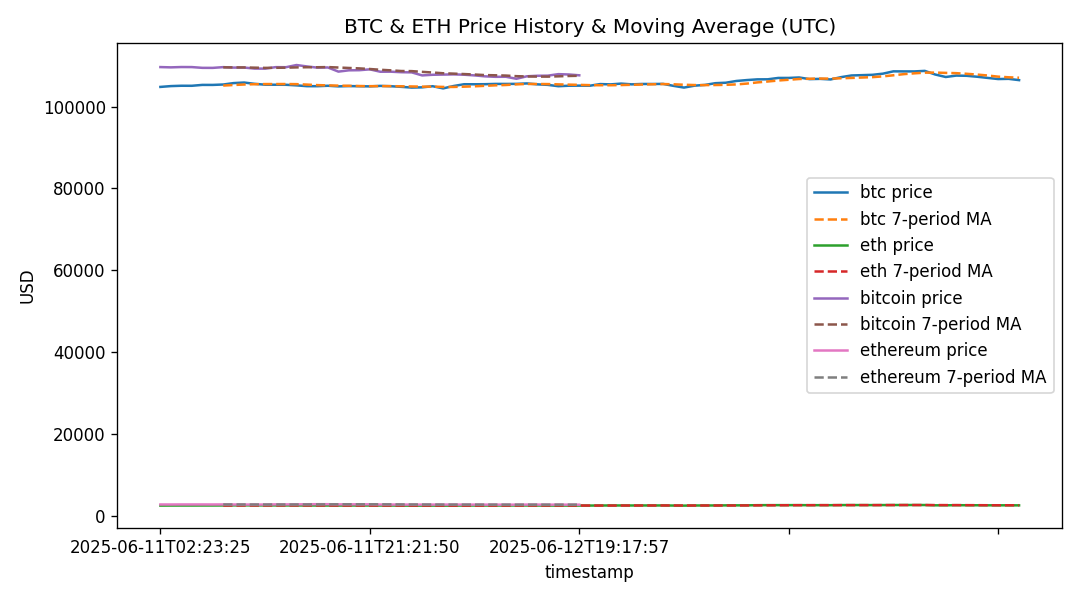 BTC & ETH Price History & Moving Average (UTC)
100000
80000
60000
40000
20000
0
USD
btc price
btc 7-period MA
eth price
eth 7-period MA
bitcoin price
bitcoin 7-period MA
ethereum price
ethereum 7-period MA
2025-06-11T02:23:25
2025-06-11T21:21:50
2025-06-12T19:17:57
timestamp